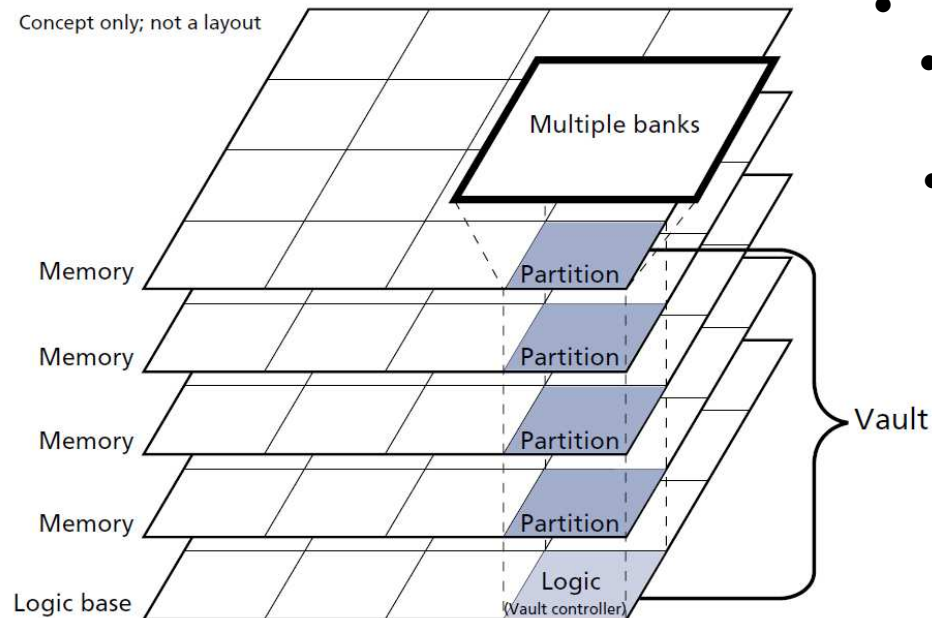 Concept only; not a layout
Multiple banks
Memory
Partition
Memory
Partition
Memory
Partition
Vault
Memory
Partition
Logic base
Logic
(Vault controller)